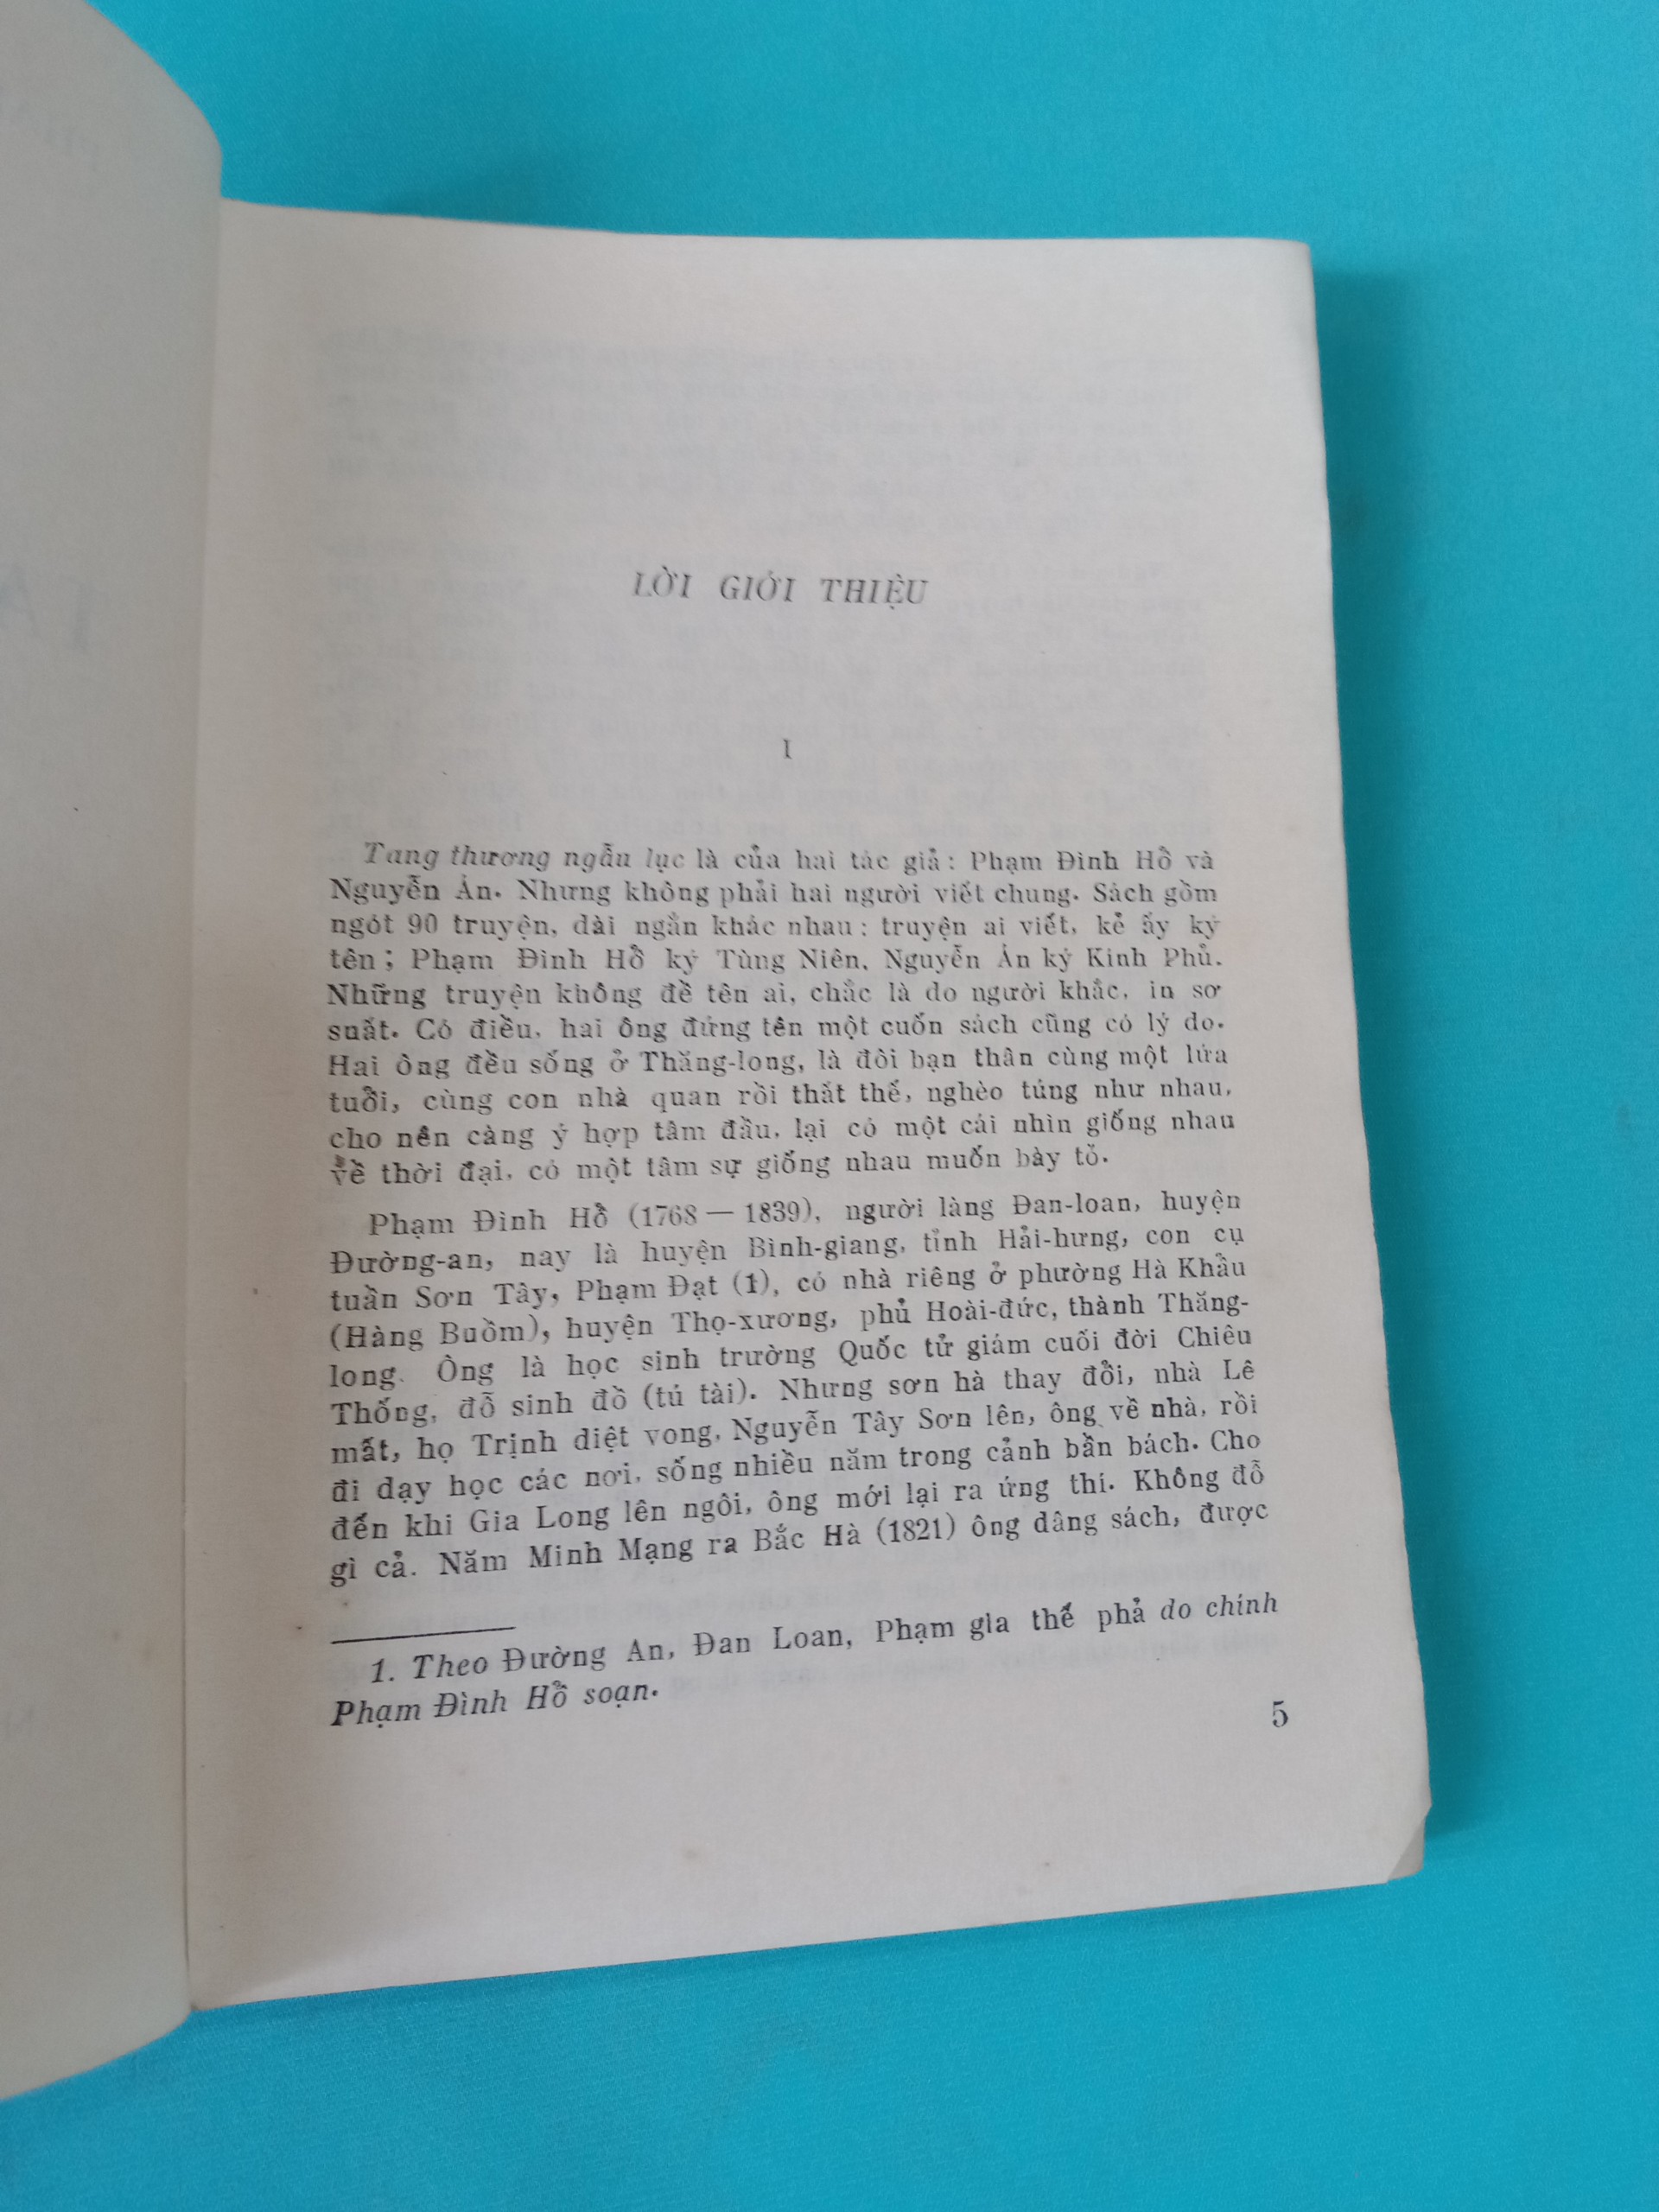 LỜI GIỚI THIỆU
I
Tang thương ngẫu lục là của hai tác giả : Phạm Đình Hổ và
Nguyễn Án. Nhưng không phải hai người viết chung. Sách gồm
ngót 90 truyện, dài ngắn khác nhau : truyện ai viết, kẻ ấy ký
tên ; Phạm Đình Hổ ký Tùng Niên, Nguyễn Án ký Kính Phủ.
Những truyện không đề tên ai, chắc là do người khắc, in sơ
suất. Có điều, hai ông đứng tên một cuốn sách cũng có lý do.
Hai ông đều sống ở Thăng-long, là đôi bạn thân cùng một lứa
tuổi, cùng con nhà quan rồi thất thế, nghèo túng như nhau,
cho nên càng ý hợp tâm đầu, lại có một cái nhìn giống nhau
về thời đại, có một tâm sự giống nhau muốn bày tỏ.
Phạm Đình Hổ (1768 — 1839), người làng Đan-loan, huyện
Đường-an, nay là huyện Bình-giang, tỉnh Hải-hưng, con cụ
tuần Sơn Tây, Phạm Đạt (1), có nhà riêng ở phường Hà Khẩu
(Hàng Buồm), huyện Thọ-xương, phủ Hoài-đức, thành Thăng-
long. Ông là học sinh trường Quốc tử giám cuối đời Chiêu
Thống, đỗ sinh đồ (tú tài). Nhưng sơn hà thay đổi, nhà Lê
mất, họ Trịnh diệt vong, Nguyễn Tây Sơn lên, ông về nhà, rồi
đi dạy học các nơi, sống nhiều năm trong cảnh bần bách. Cho
đến khi Gia Long lên ngôi, ông mới lại ra ứng thí. Không đỗ
gì cả. Năm Minh Mạng ra Bắc Hà (1821) ông dâng sách, được
1. Theo Đường An, Đan Loan, Phạm gia thế phả do chính
Phạm Đình Hổ soạn.
5